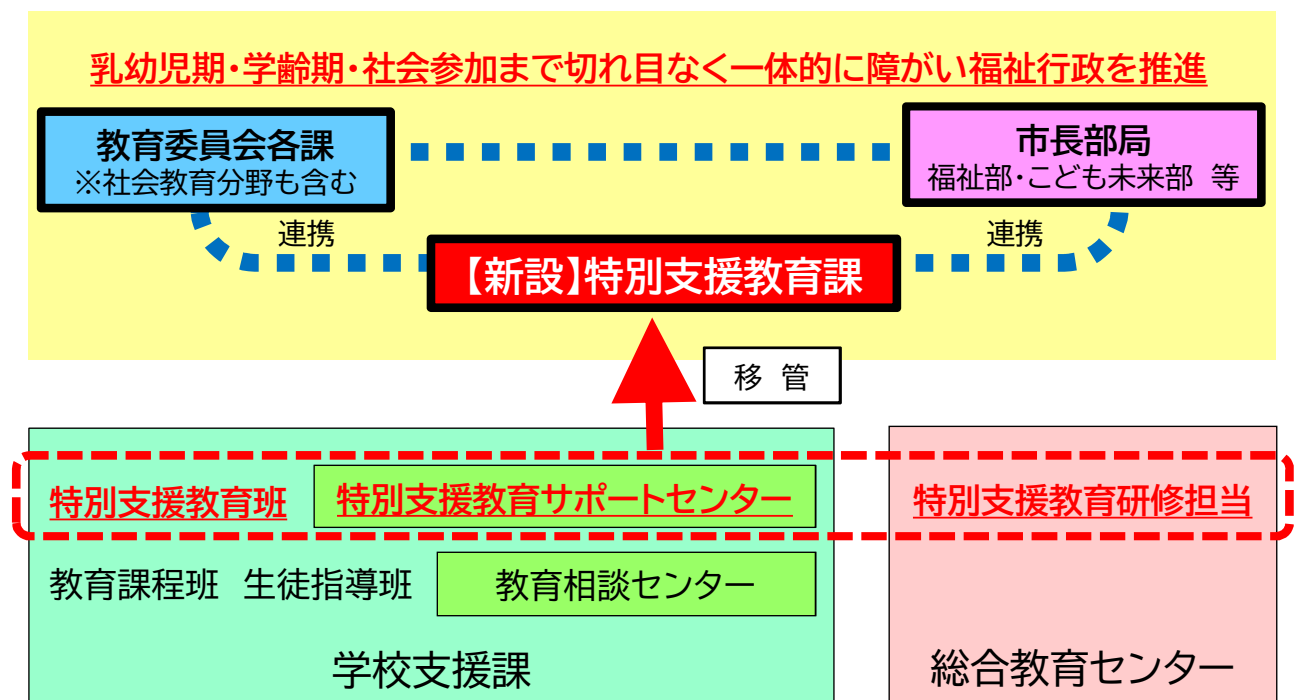 乳幼児期・学齢期・社会参加まで切れ目なく一体的に障がい福祉行政を推進
教育委員会各課
※社会教育分野も含む
市長部局
福祉部・こども未来部 等
連携
連携
【新設】特別支援教育課
移 管
特別支援教育班
特別支援教育サポートセンター
特別支援教育研修担当
教育課程班 生徒指導班
教育相談センター
学校支援課
総合教育センター